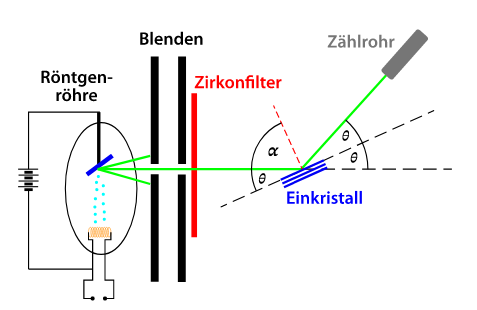 Blenden
Zählrohr
Röntgen-
röhre
Zirkonfilter
α
θ
θ
θ
Einkristall